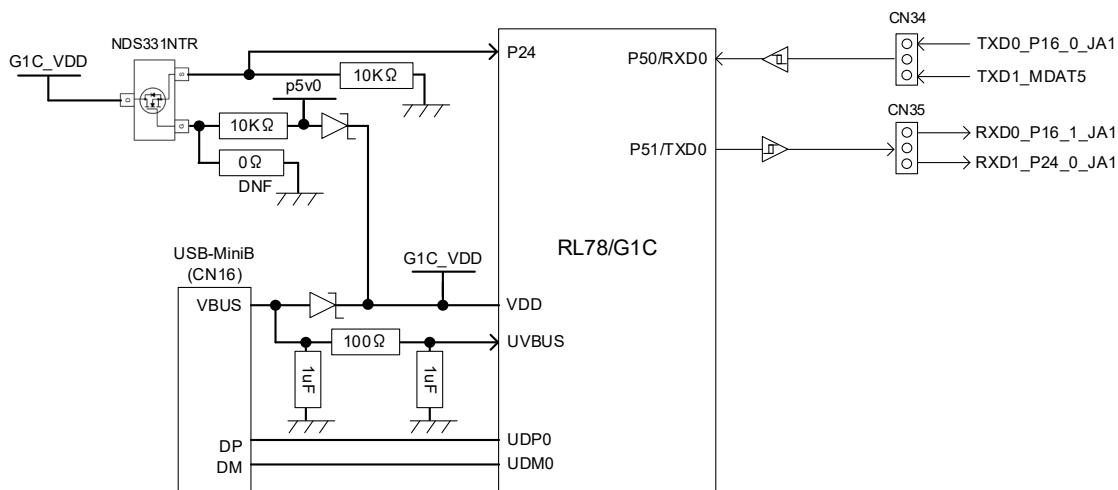 NDS331NTR
G1C_VDD
D
S
G
10KΩ
p5v0
10KΩ
0Ω
DNF
P24
P50/RXD0
P51/TXD0
CN34
TXD0_P16_0_JA1
TXD1_MDAT5
CN35
RXD0_P16_1_JA1
RXD1_P24_0_JA1
RL78/G1C
USB-MiniB
(CN16)
VBUS
G1C_VDD
VDD
100Ω
UVBUS
1uF
1uF
DP
DM
UDP0
UDM0